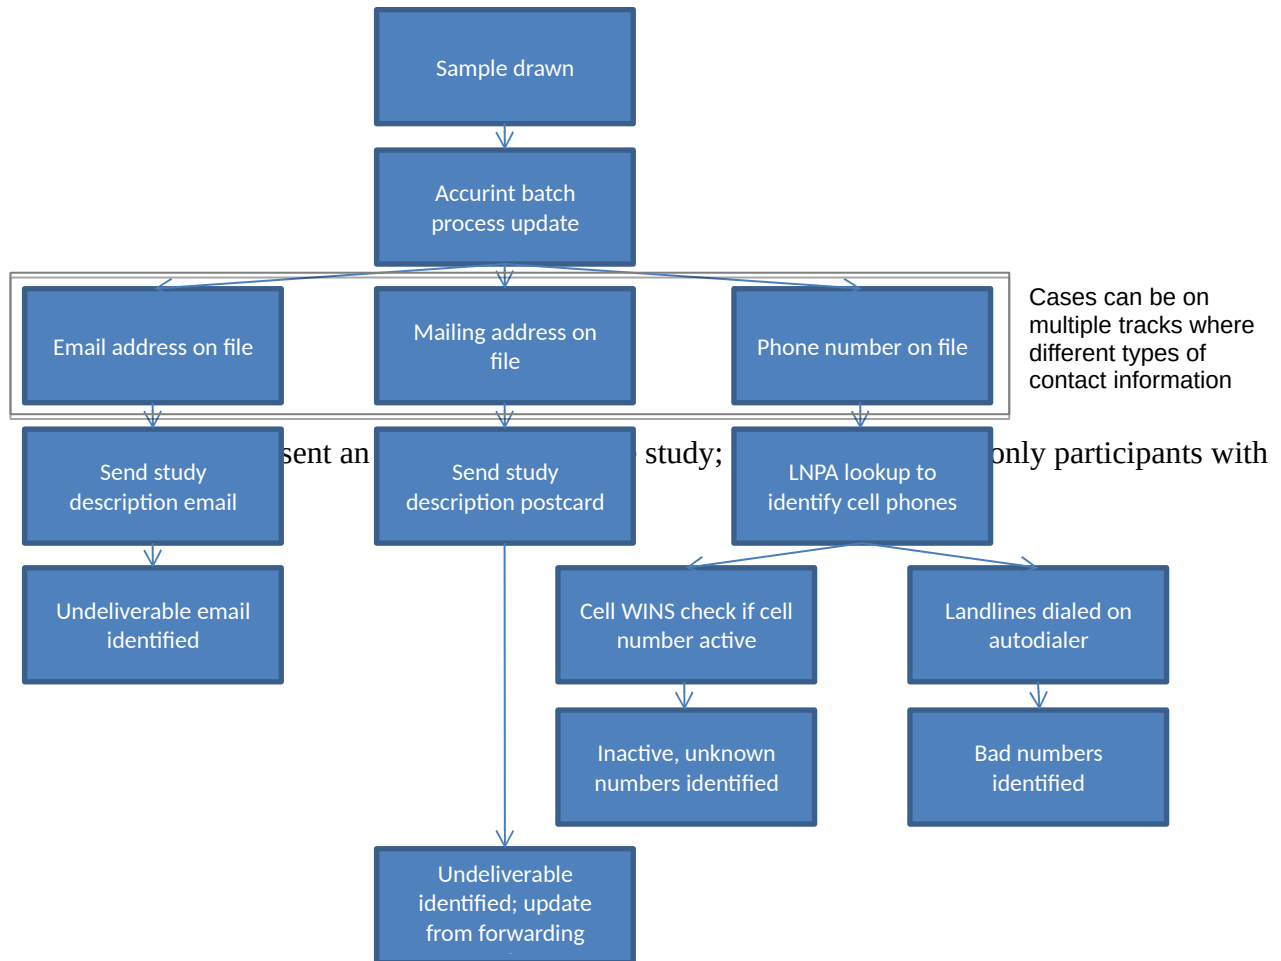 Sample drawn
Accurint batch
process update
Email address on file
Mailing address on
file
Phone number on file
Cases can be on
multiple tracks where
different types of
contact information
Send study
description email
sent an
Send study
description postcard
study;
LNPA lookup to
identify cell phones
only participants with
Undeliverable email
identified
Cell WINS check if cell
number active
Landlines dialed on
autodialer
Inactive, unknown
numbers identified
Bad numbers
identified
Undeliverable
identified; update
from forwarding